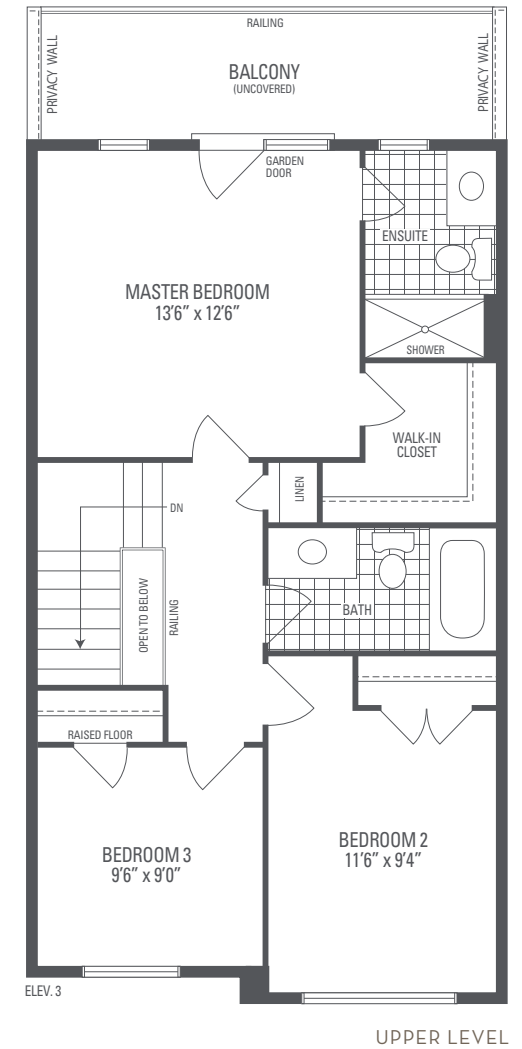 RAILING
PRIVACY WALL
PRIVACY WALL
BALCONY
(UNCOVERED)
GARDEN
DOOR
ENSUITE
MASTER BEDROOM
13'6" x 12'6"
SHOWER
WALK-IN
CLOSET
LINEN
DN
OPEN TO BELOW
RAILING
BATH
RAISED FLOOR
BEDROOM 2
11'6" x 9'4"
BEDROOM 3
9'6" x 9'0"
ELEV. 3
UPPER LEVEL